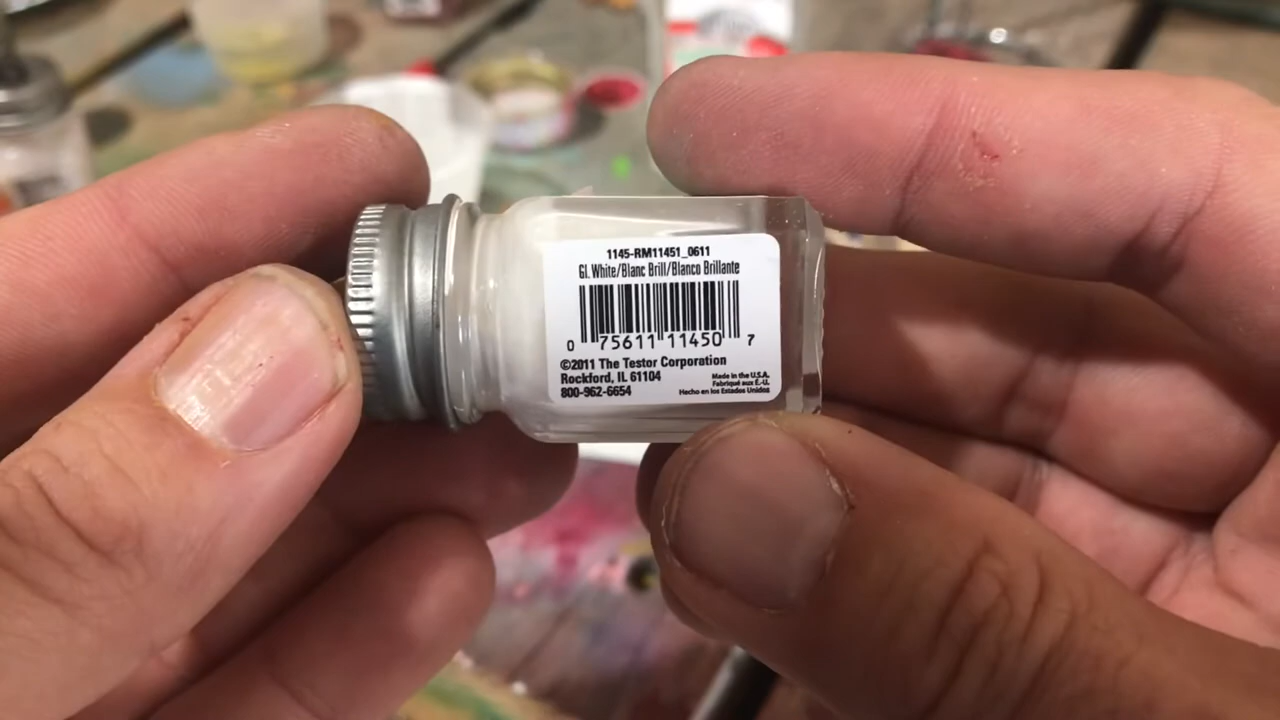 1145-RM11451_0611
Gl. White/Blanc Brill/Blanco Brillante
0 75611 11450 7
©2011 The Testor Corporation
Rockford, IL 61104
800-962-6654
Made in the U.S.A.
Fabriqué aux É.-U.
Hecho en los Estados Unidos